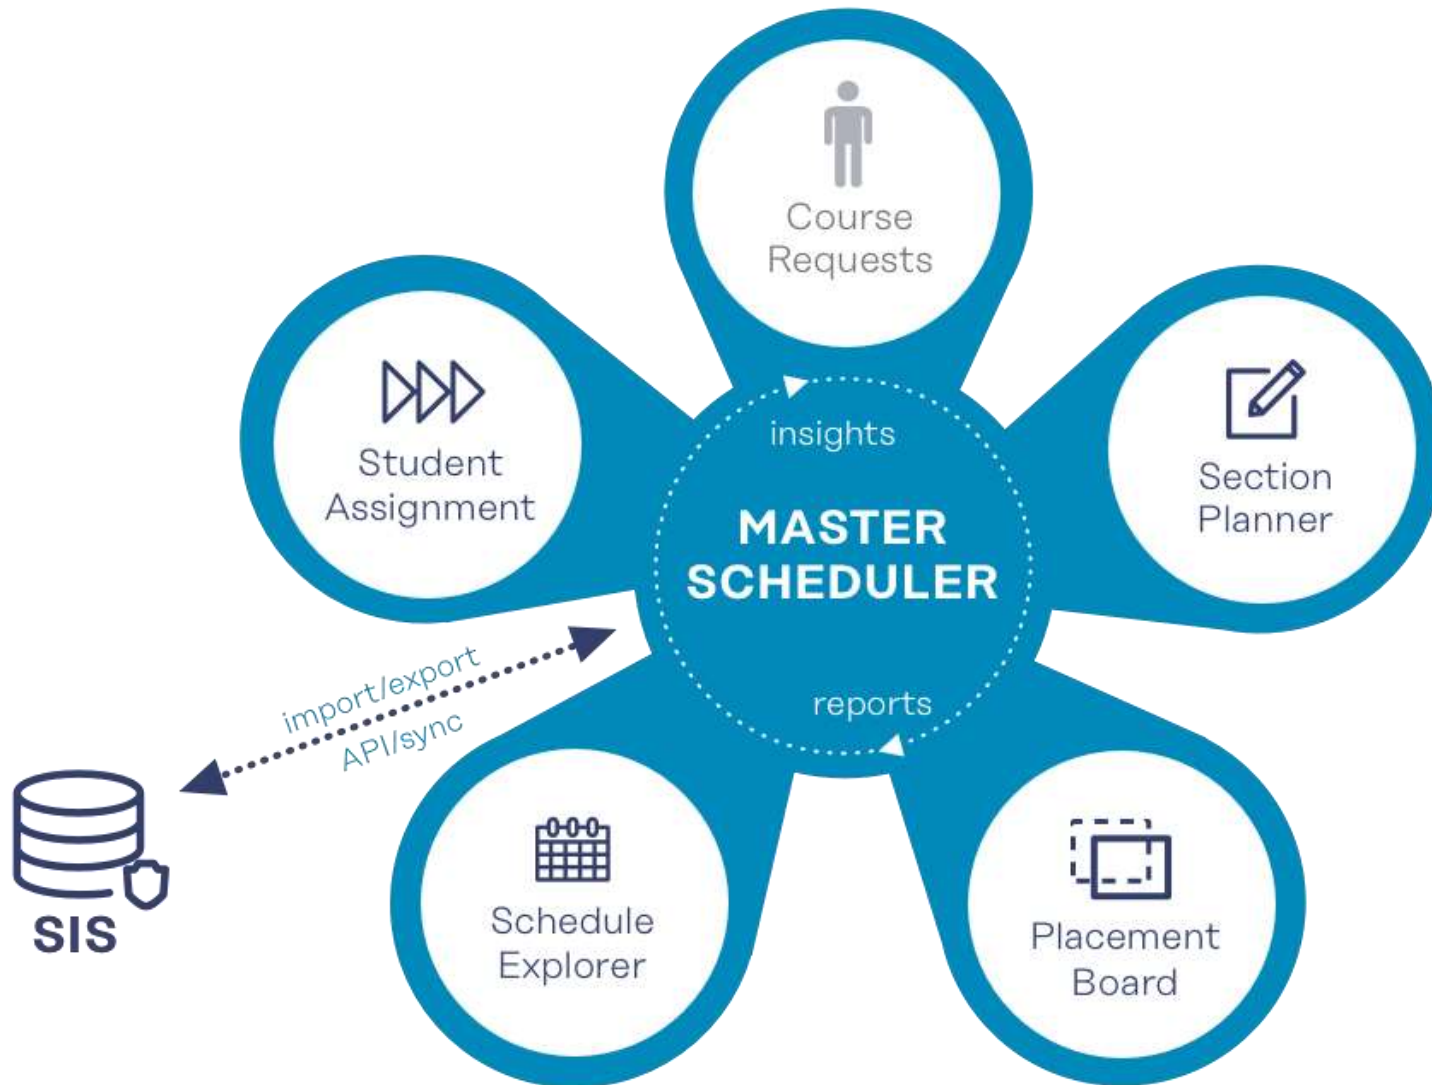 Course
Requests
Student
Assignment
Section
Planner
insights
MASTER
SCHEDULER
reports
import/export
API/sync
SIS
Schedule
Explorer
Placement
Board